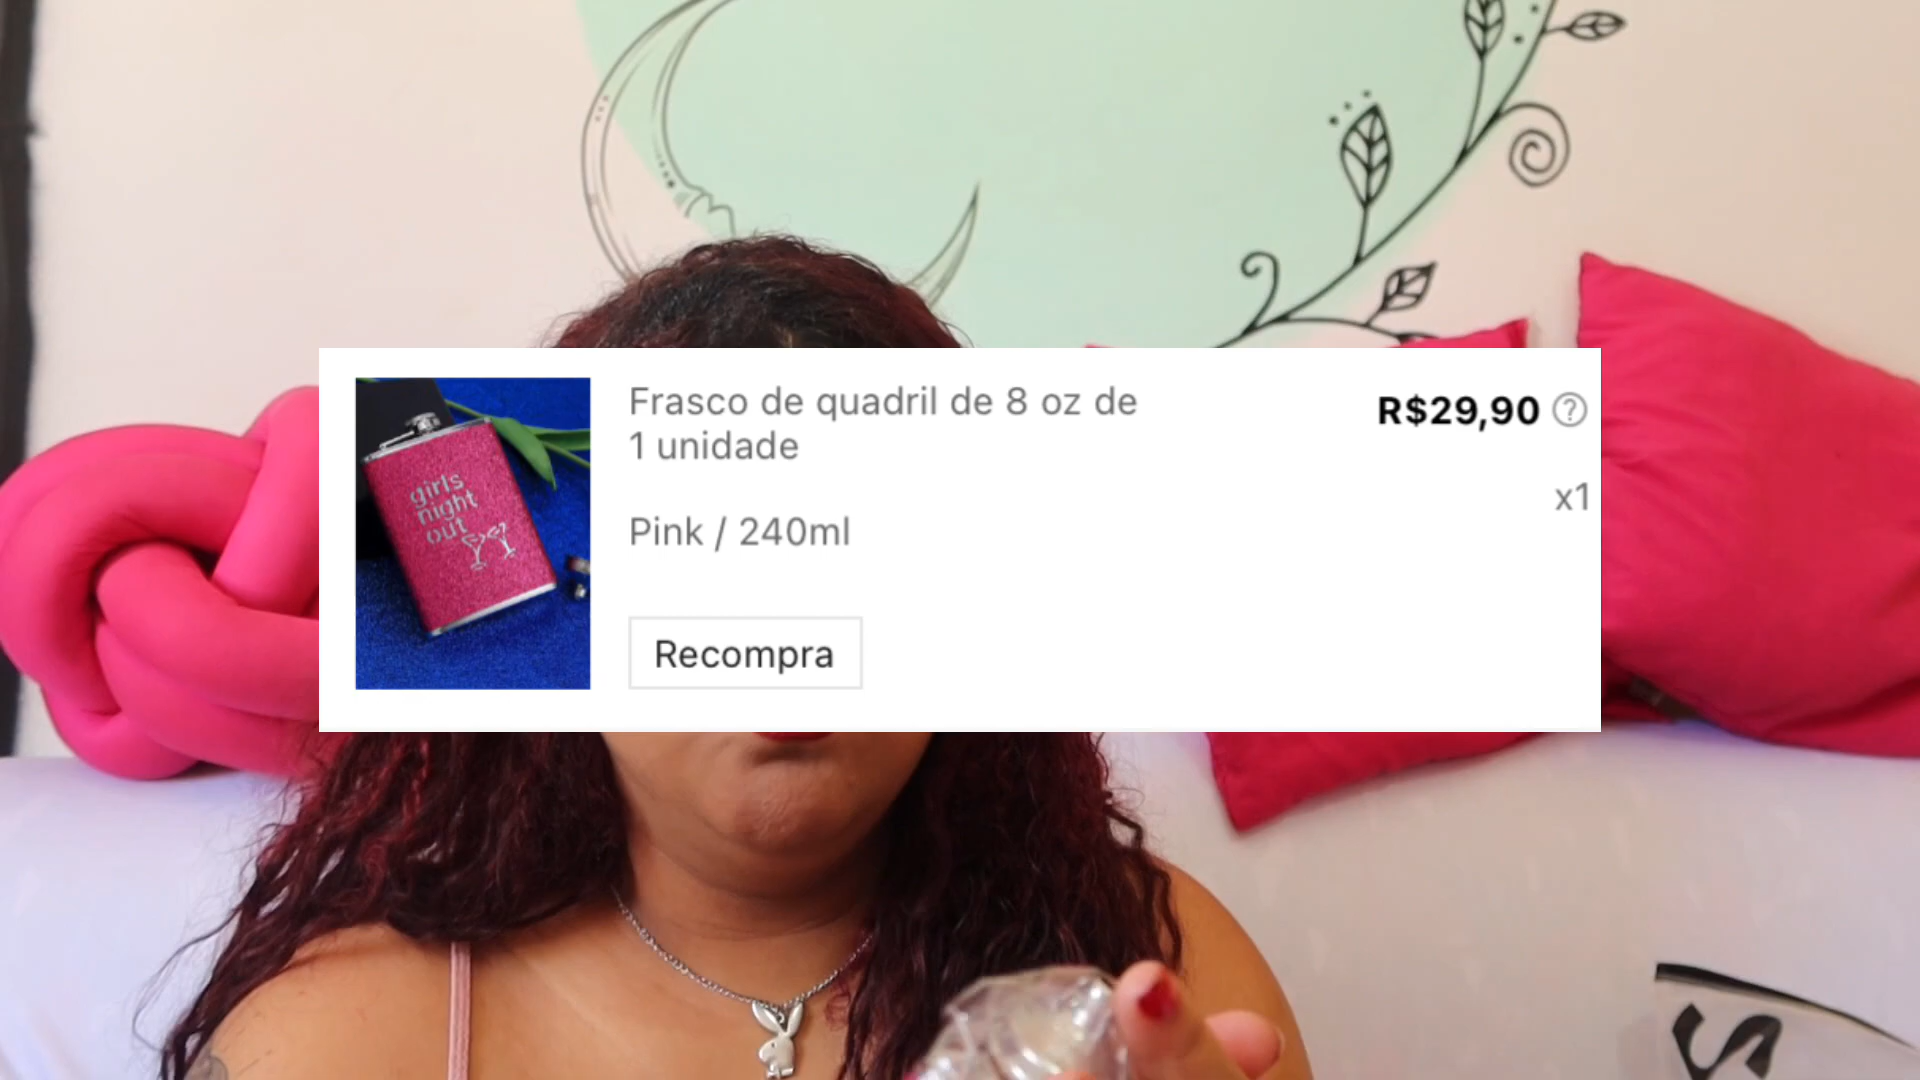 Frasco de quadril de 8 oz de
1 unidade
R$29,90
x1
Pink / 240ml
Recompra
girls
night
out
S